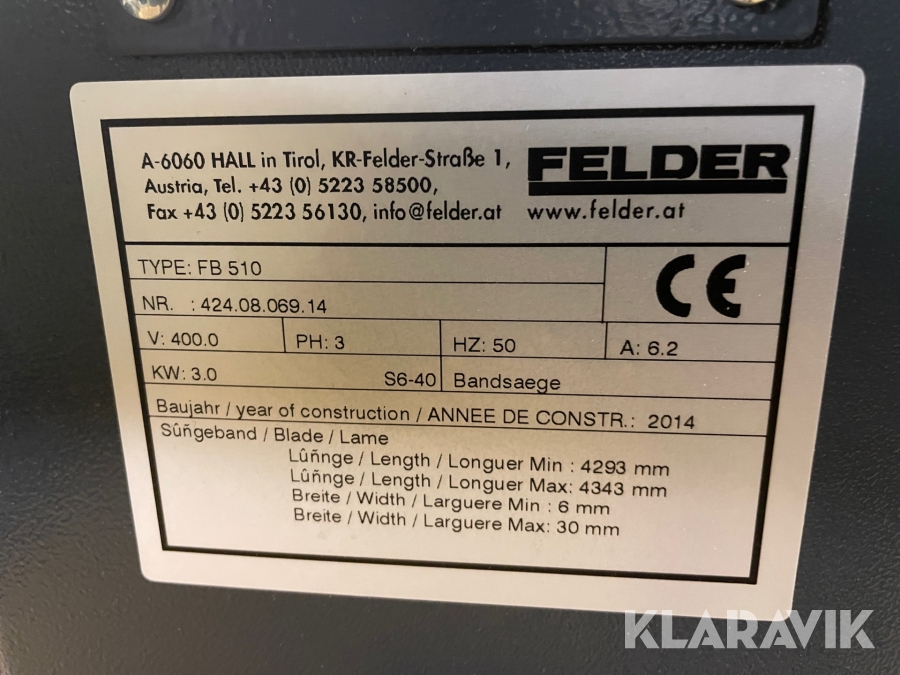 A-6060 HALL in Tirol, KR-Felder-Straße 1,
Austria, Tel. +43 (0) 5223 58500,
Fax +43 (0) 5223 56130, info@felder.at
FELDER
www.felder.at
TYPE: FB 510
CE
NR. : 424.08.069.14
V: 400.0 PH: 3 HZ: 50 A: 6.2
KW: 3.0 S6-40 Bandsaege
Baujahr / year of construction / ANNEE DE CONSTR.: 2014
Sûñgeband / Blade / Lame
Lûñnge / Length / Longuer Min : 4293 mm
Lûñnge / Length / Longuer Max: 4343 mm
Breite / Width / Larguere Min : 6 mm
Breite / Width / Larguere Max: 30 mm
KLARAVIK